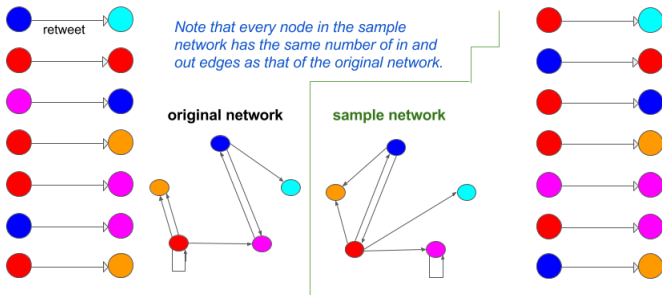 retweet
Note that every node in the sample
network has the same number of in and
out edges as that of the original network.
original network
sample network